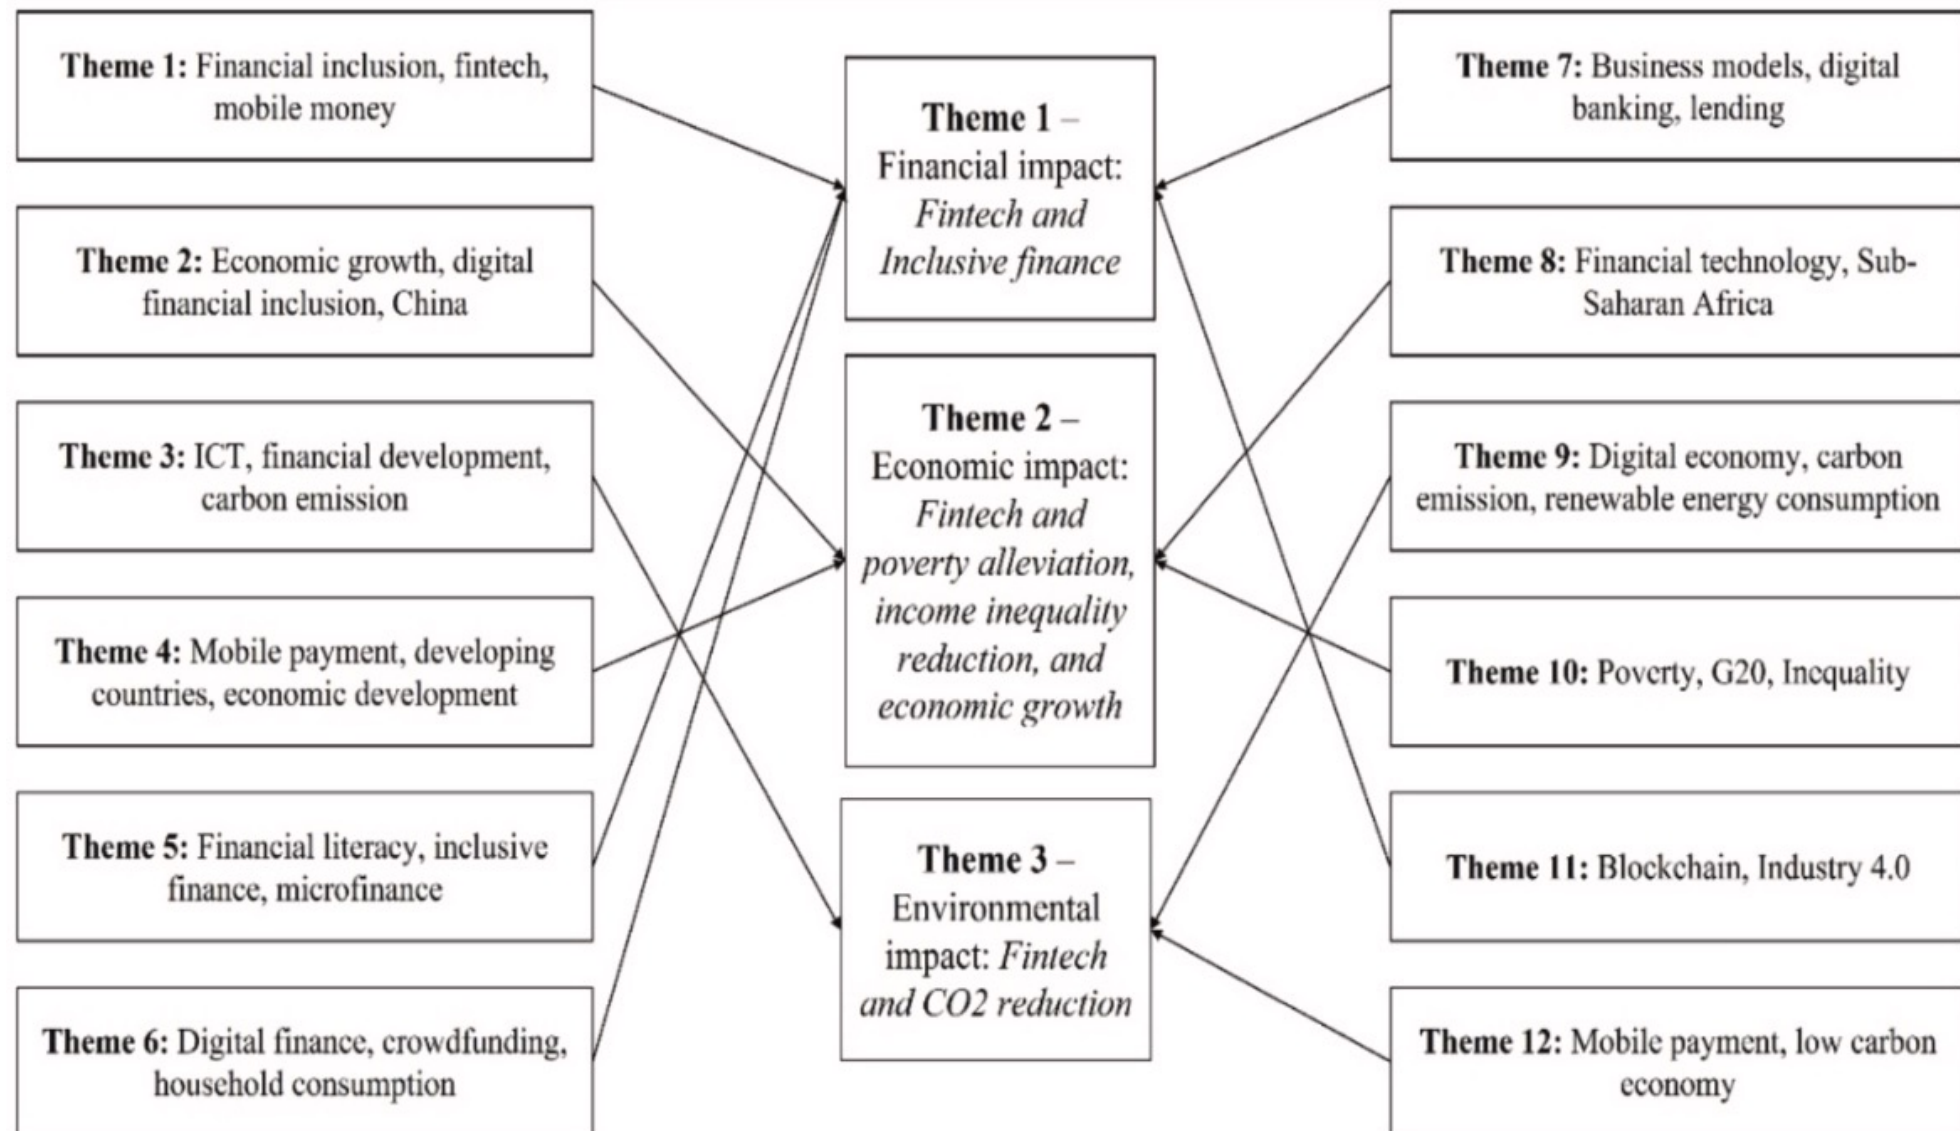 Theme 1: Financial inclusion, fintech,
mobile money
Theme 2: Economic growth, digital
financial inclusion, China
Theme 3: ICT, financial development,
carbon emission
Theme 4: Mobile payment, developing
countries, economic development
Theme 5: Financial literacy, inclusive
finance, microfinance
Theme 6: Digital finance, crowdfunding,
household consumption
Theme 1 –
Financial impact:
Fintech and
Inclusive finance
Theme 2 –
Economic impact:
Fintech and
poverty alleviation,
income inequality
reduction, and
economic growth
Theme 3 –
Environmental
impact: Fintech
and CO2 reduction
Theme 7: Business models, digital
banking, lending
Theme 8: Financial technology, Sub-
Saharan Africa
Theme 9: Digital economy, carbon
emission, renewable energy consumption
Theme 10: Poverty, G20, Inequality
Theme 11: Blockchain, Industry 4.0
Theme 12: Mobile payment, low carbon
economy